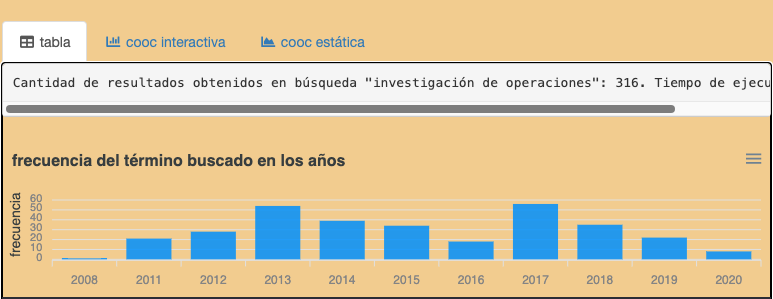 tabla cooc interactiva cooc estática
Cantidad de resultados obtenidos en búsqueda "investigación de operaciones": 316. Tiempo de ejecu
frecuencia del término buscado en los años
frecuencia
60
50
40
30
20
10
0
2008 2011 2012 2013 2014 2015 2016 2017 2018 2019 2020